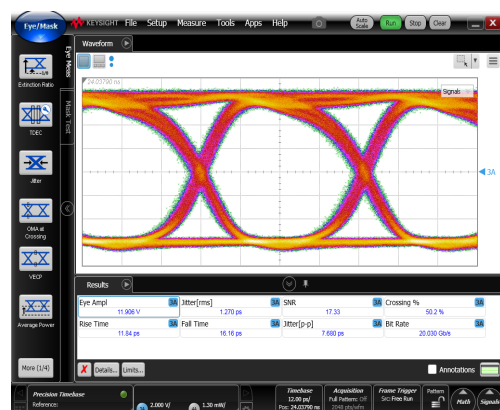 Eye/Mask
KEYSIGHT File Setup Measure Tools Apps Help
Auto Scale Run Stop Clear
Waveform
Eye Meas
Mask Test
24.03790 ns
Signals
3A
Extinction Ratio
TDEC
Jitter
OMA at
Crossing
VECP
Average Power
More (1/4)
Results
Eye Ampl 3A Jitter[rms] 3A SNR 3A Crossing % 3A
11.906 V 1.270 ps 17.33 50.2 %
Rise Time 3A Fall Time 3A Jitter[p-p] 3A Bit Rate 3A
11.84 ps 16.16 ps 7.680 ps 20.030 Gb/s
Details... Limits...
Annotations
Precision Timebase
Reference:
2.000 V/
1.30 mW/
Timebase
12.00 ps/
Pos: 24.03790 ns
Acquisition
Full Pattern: Off
2048 pts/wfm
Frame Trigger
Src: Free Run
Pattern
Math
Signals